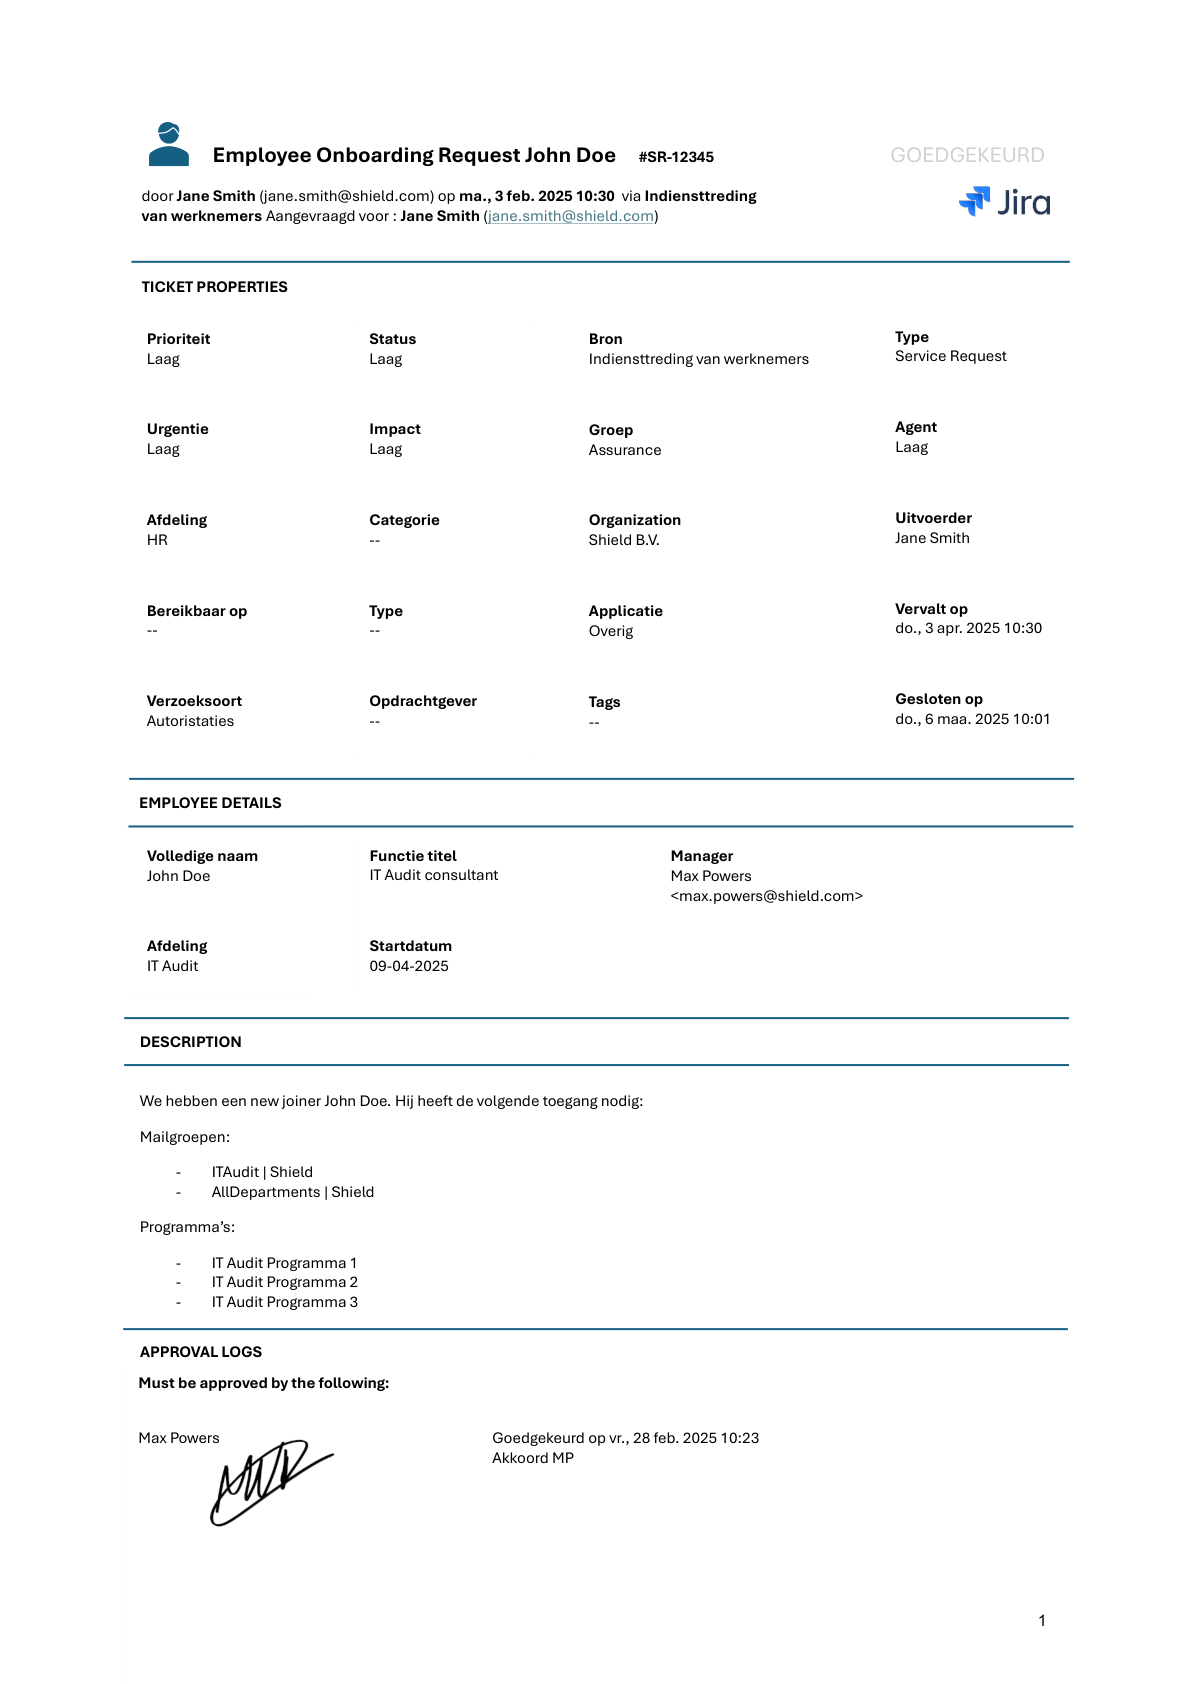 Employee Onboarding Request John Doe #SR-12345 GOEDGEKEURD
door Jane Smith (jane.smith@shield.com) op ma., 3 feb. 2025 10:30 via Indiensttreding
van werknemers Aangevraagd voor : Jane Smith (jane.smith@shield.com)
Jira
TICKET PROPERTIES
Prioriteit Status Bron Type
Laag Laag Indiensttreding van werknemers Service Request
Urgentie Impact Groep Agent
Laag Laag Assurance Laag
Afdeling Categorie Organization Uitvoerder
HR -- Shield B.V. Jane Smith
Bereikbaar op Type Applicatie Vervalt op
-- -- Overig do., 3 apr. 2025 10:30
Verzoeksoort Opdrachtgever Tags Gesloten op
Autoristaties -- -- do., 6 maa. 2025 10:01
EMPLOYEE DETAILS
Volledige naam Functie titel Manager
John Doe IT Audit consultant Max Powers
<max.powers@shield.com>
Afdeling Startdatum
IT Audit 09-04-2025
DESCRIPTION
We hebben een new joiner John Doe. Hij heeft de volgende toegang nodig:
Mailgroepen:
- ITAudit | Shield
- AllDepartments | Shield
Programma’s:
- IT Audit Programma 1
- IT Audit Programma 2
- IT Audit Programma 3
APPROVAL LOGS
Must be approved by the following:
Max Powers Goedgekeurd op vr., 28 feb. 2025 10:23
Akkoord MP
1